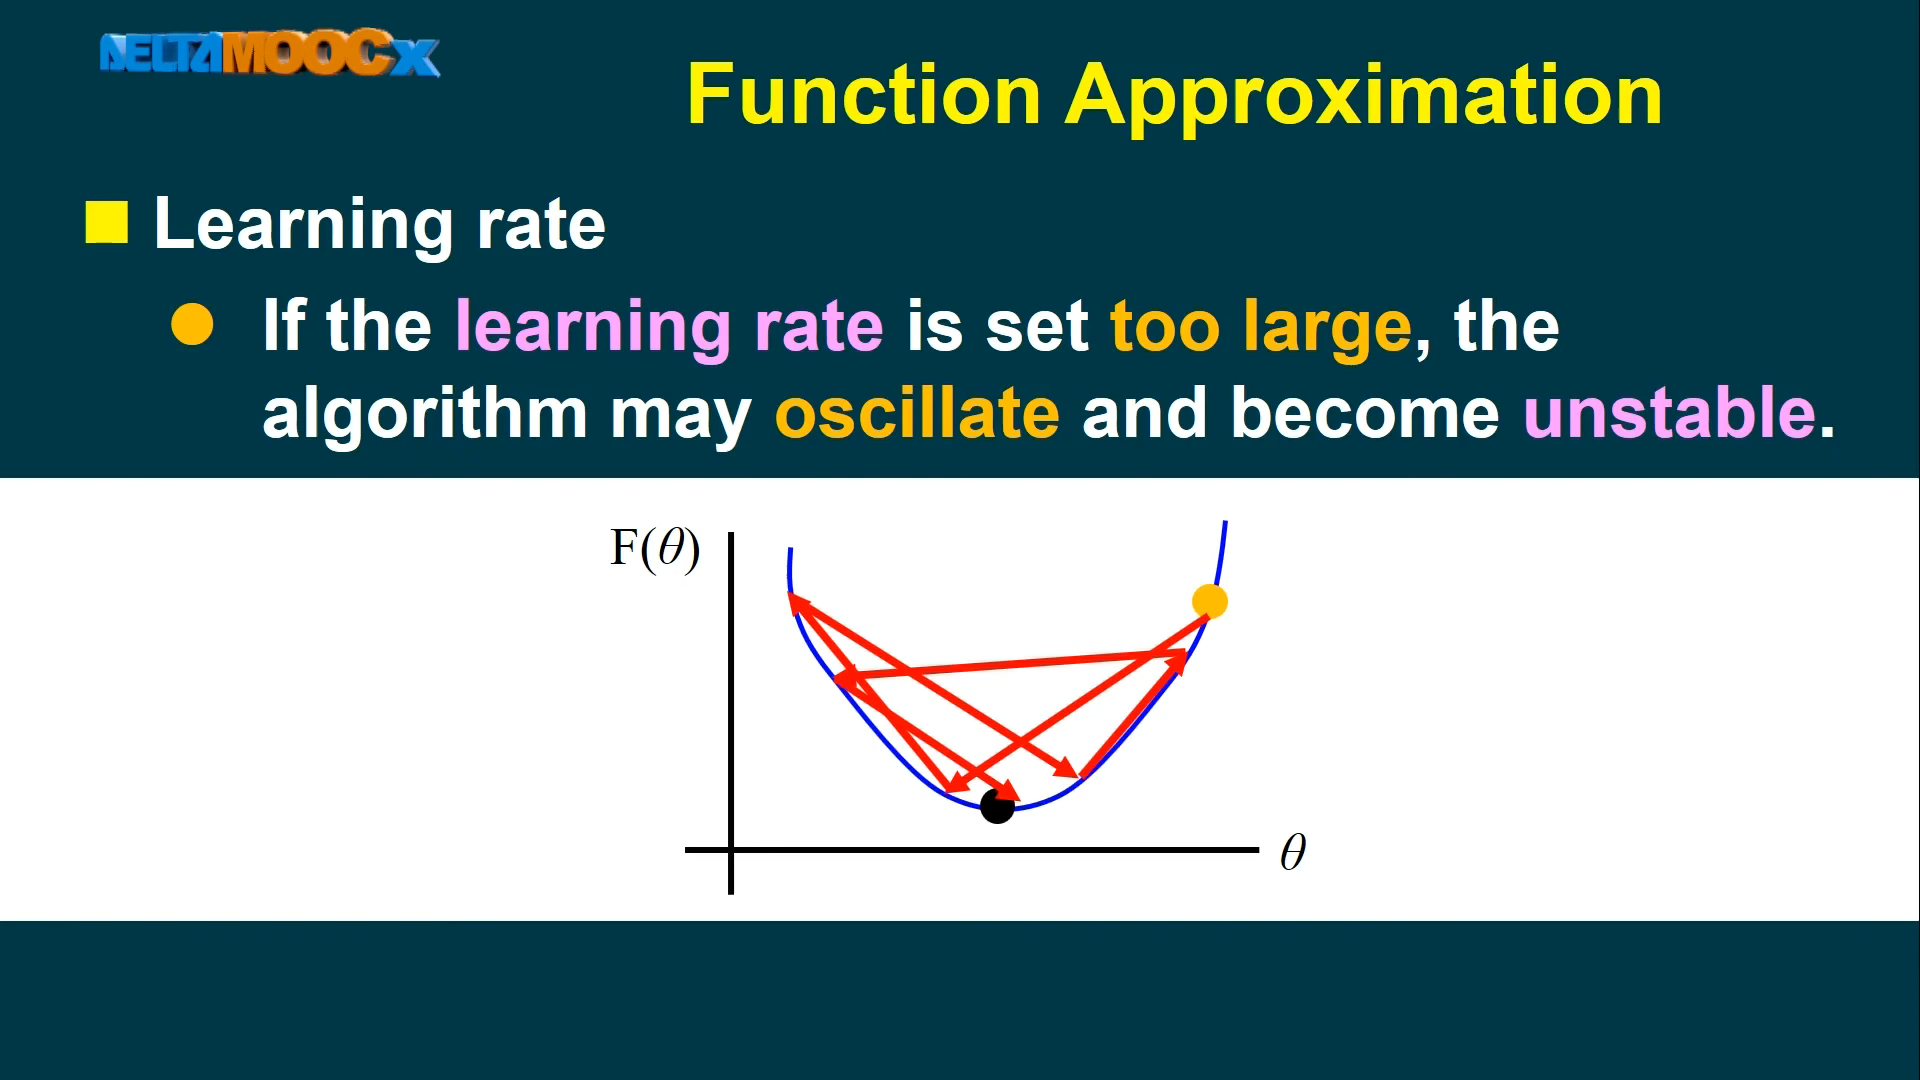 DELTAMOOCx
Function Approximation
Learning rate
If the learning rate is set too large, the
algorithm may oscillate and become unstable.
F(θ)
θ